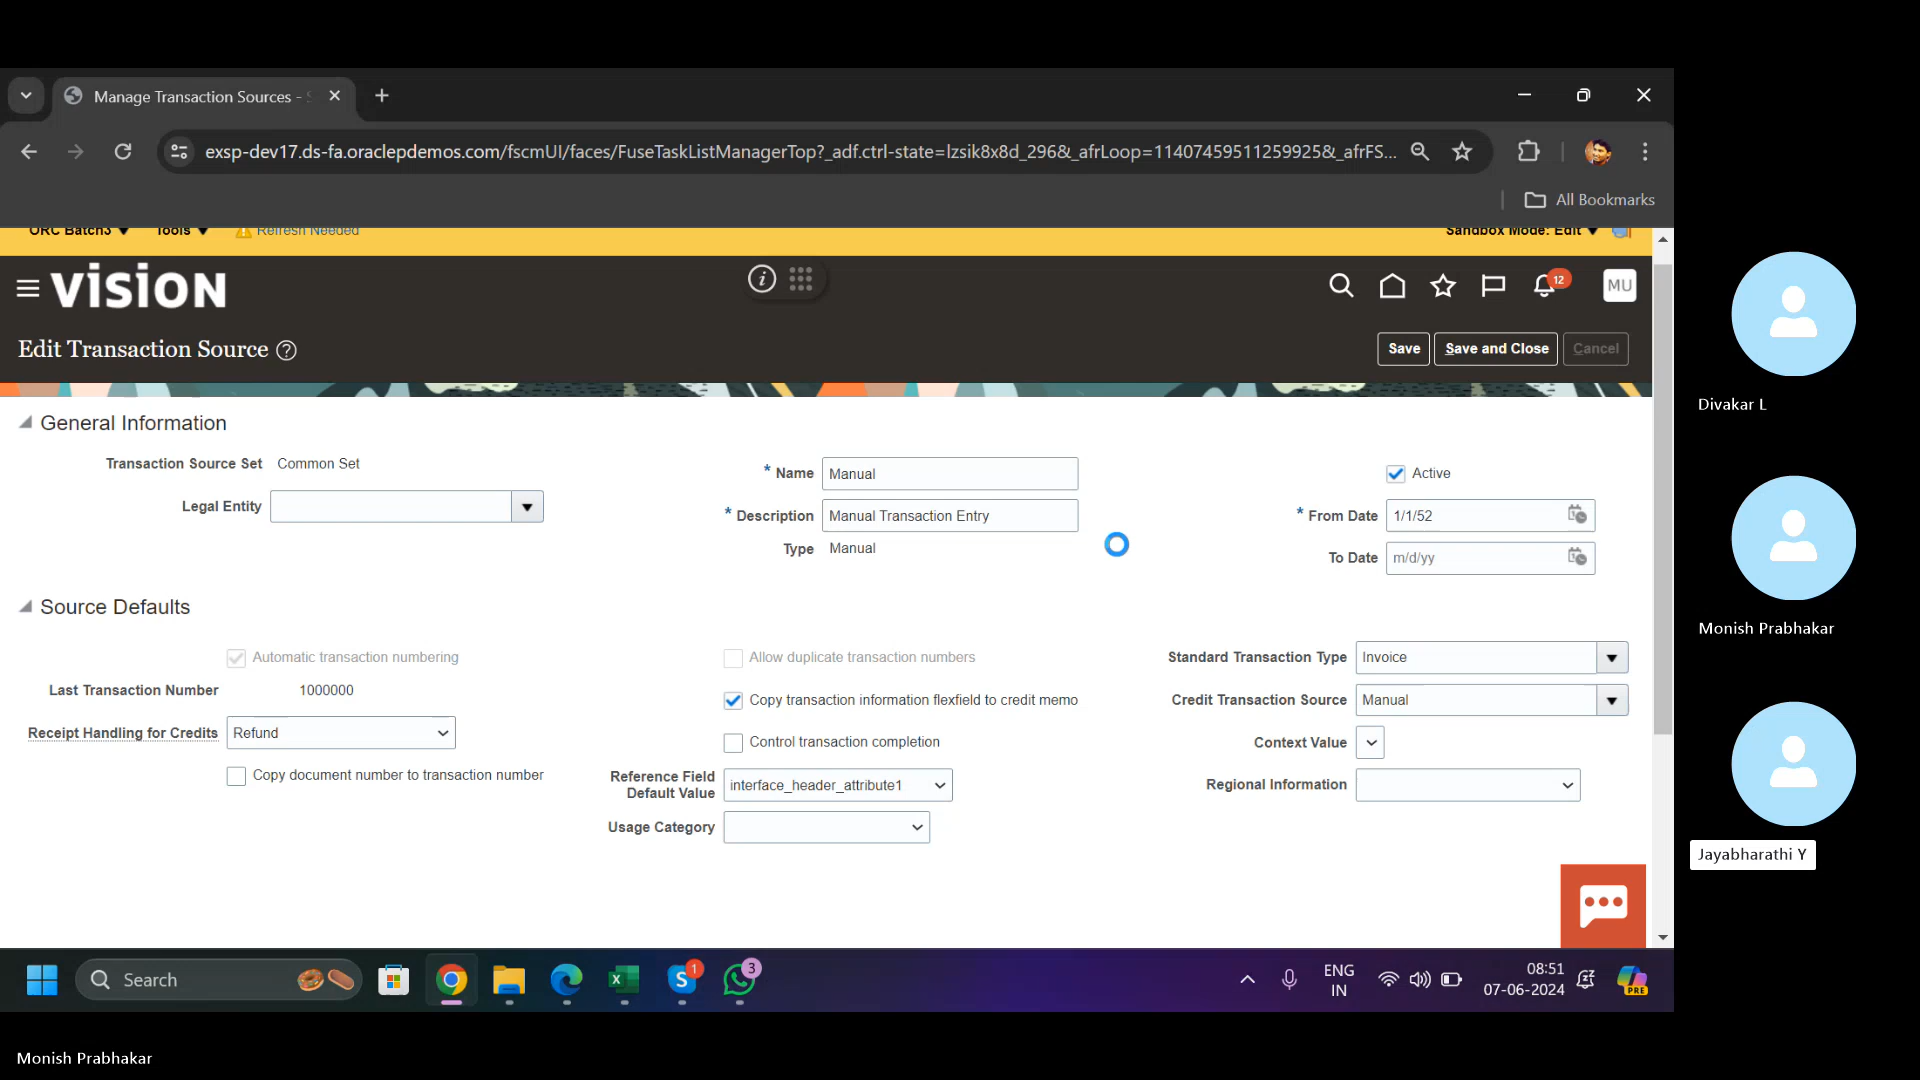 Manage Transaction Sources - S
exsp-dev17.ds-fa.oraclepdemos.com/fscmUI/faces/FuseTaskListManagerTop?_adf.ctrl-state=lzsik8x8d_296&_afrLoop=11407459511259925&_afrFS...
All Bookmarks
ORC Batch3 Tools Refresh Needed Sandbox Mode: Edit
vision
12
MU
Edit Transaction Source
Save Save and Close Cancel
General Information
Transaction Source Set Common Set
Legal Entity
* Name Manual
* Description Manual Transaction Entry
Type Manual
Active
* From Date 1/1/52
To Date m/d/yy
Source Defaults
Automatic transaction numbering
Last Transaction Number 1000000
Receipt Handling for Credits Refund
Copy document number to transaction number
Allow duplicate transaction numbers
Copy transaction information flexfield to credit memo
Control transaction completion
Reference Field Default Value interface_header_attribute1
Usage Category
Standard Transaction Type Invoice
Credit Transaction Source Manual
Context Value
Regional Information
Search
1
3
ENG
IN
08:51
07-06-2024
PRE
Divakar L
Monish Prabhakar
Jayabharathi Y
Monish Prabhakar